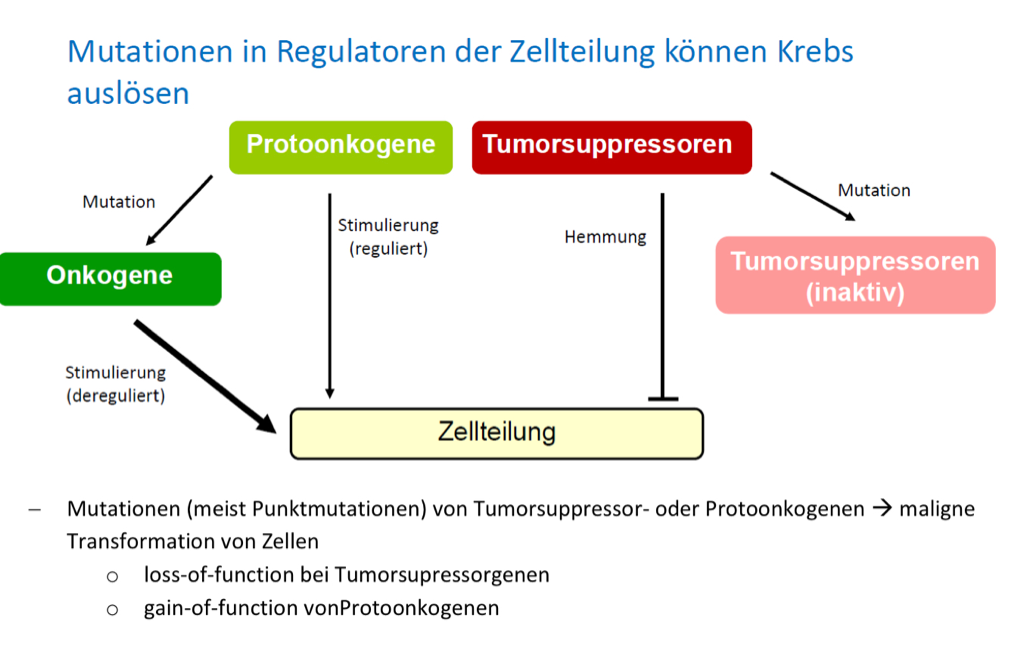 Mutationen in Regulatoren der Zellteilung können Krebs
auslösen
Protoonkogene
Tumorsuppressoren
Mutation
Mutation
Stimulierung
(reguliert)
Hemmung
Onkogene
Tumorsuppressoren
(inaktiv)
Stimulierung
(dereguliert)
Zellteilung
– Mutationen (meist Punktmutationen) von Tumorsuppressor- oder Protoonkogenen → maligne
Transformation von Zellen
o loss-of-function bei Tumorsupressorgenen
o gain-of-function vonProtoonkogenen